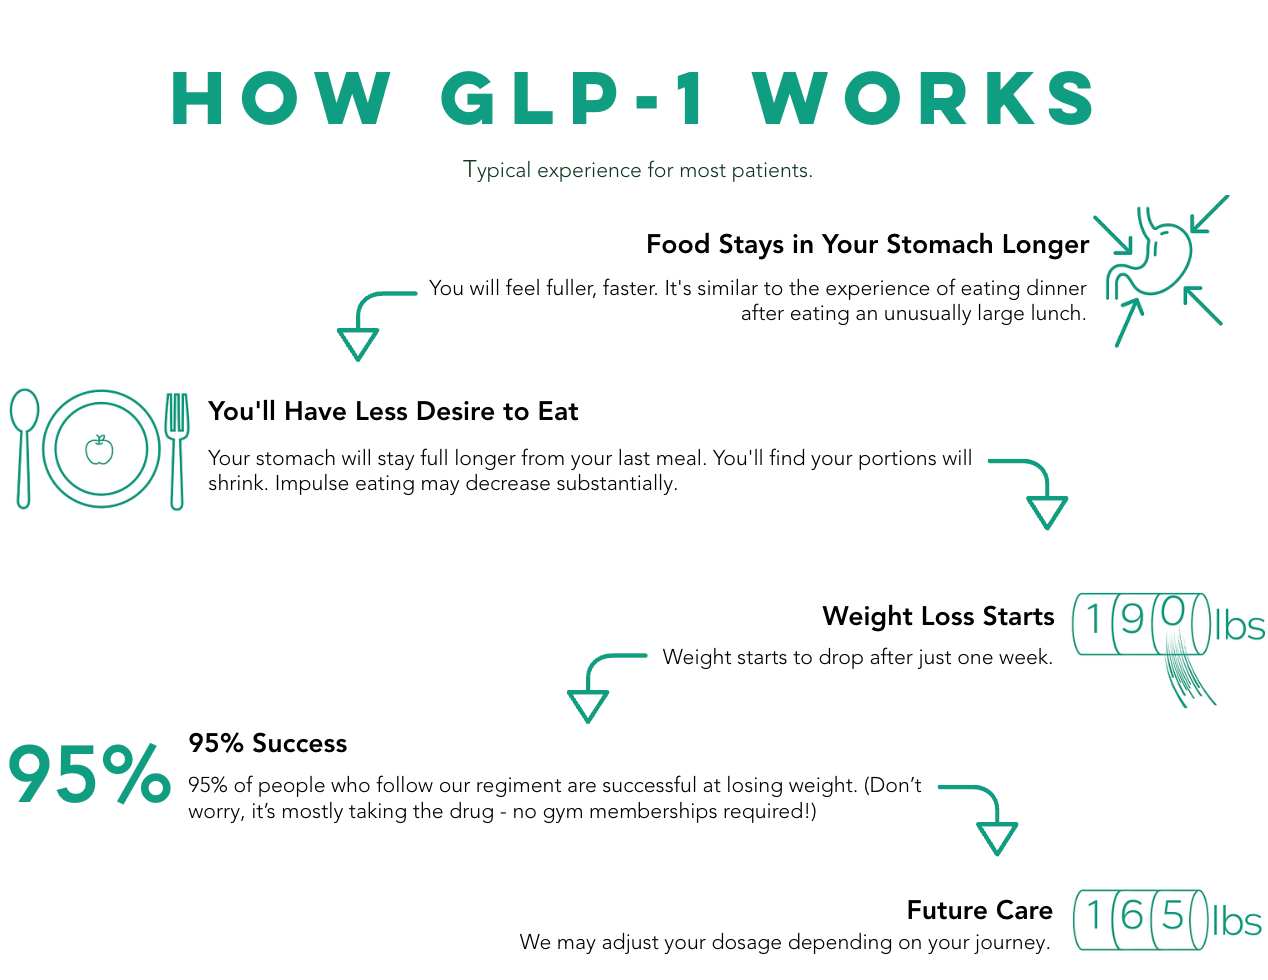 HOW GLP-1 WORKS
Typical experience for most patients.
Food Stays in Your Stomach Longer
You will feel fuller, faster. It's similar to the experience of eating dinner
after eating an unusually large lunch.
You'll Have Less Desire to Eat
Your stomach will stay full longer from your last meal. You'll find your portions will
shrink. Impulse eating may decrease substantially.
Weight Loss Starts
190 lbs
Weight starts to drop after just one week.
95%
95% Success
95% of people who follow our regiment are successful at losing weight. (Don’t
worry, it’s mostly taking the drug - no gym memberships required!)
Future Care
165 lbs
We may adjust your dosage depending on your journey.